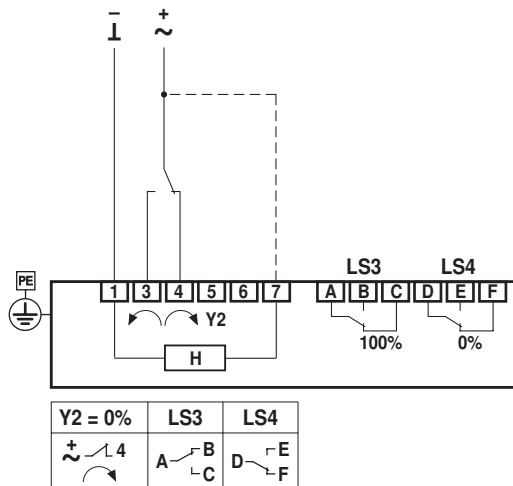 − +
⊥ ~
PE
LS3 LS4
1 3 4 5 6 7 A B C D E F
Y2 100% 0%
H
Y2 = 0% LS3 LS4
+
~ 4 A B C D E F